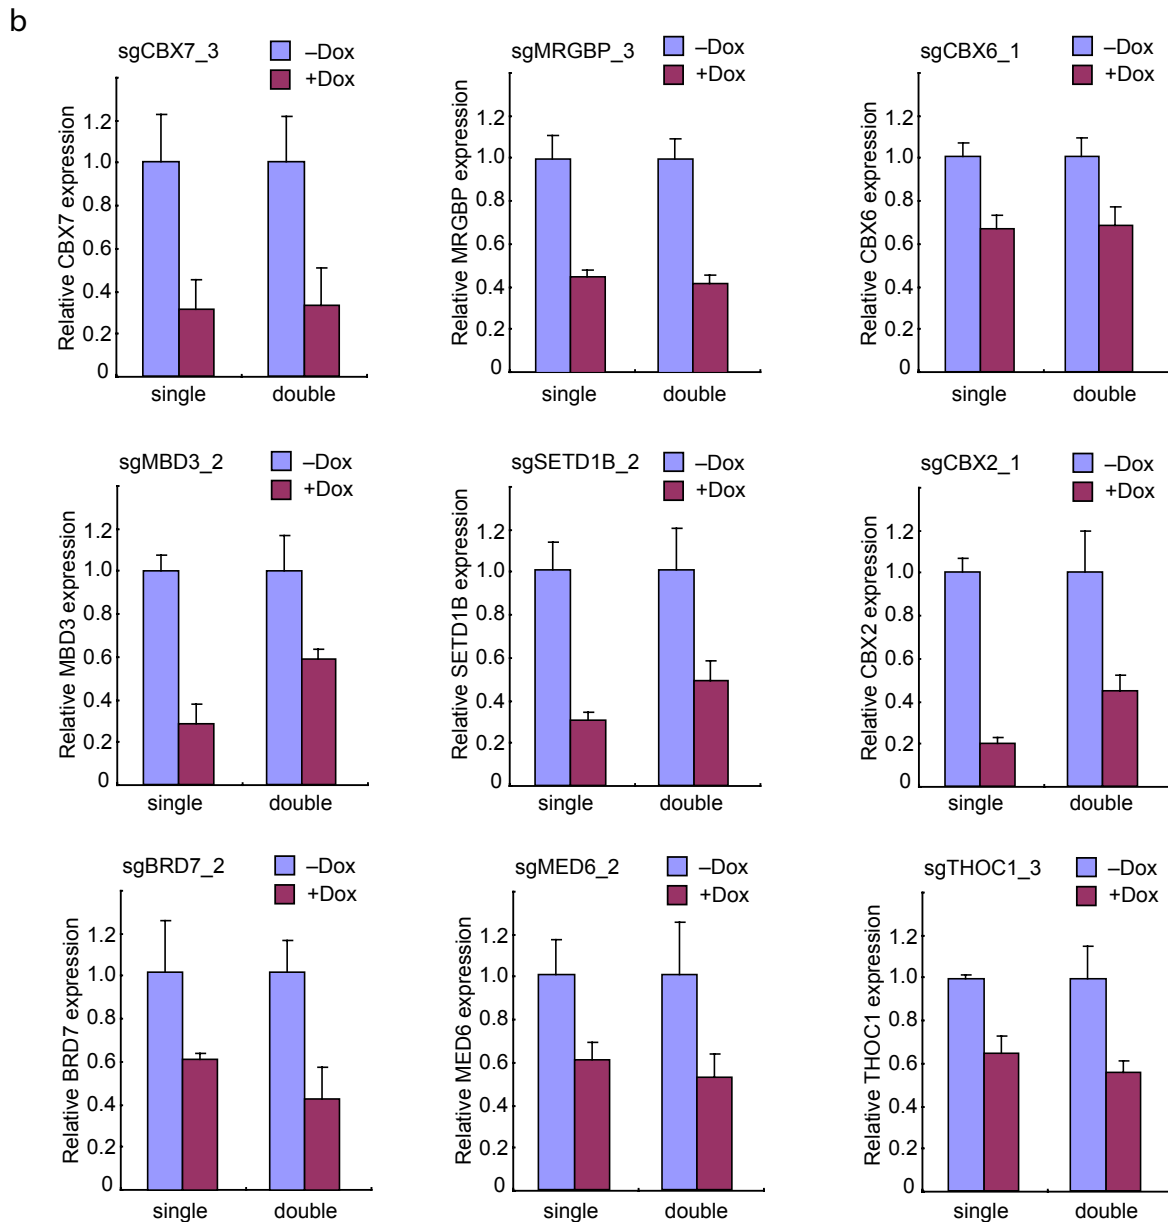 b
sgCBX7_3
–Dox
+Dox
Relative CBX7 expression
1.2
1.0
0.8
0.6
0.4
0.2
0
single double
sgMRGBP_3
–Dox
+Dox
Relative MRGBP expression
1.2
1.0
0.8
0.6
0.4
0.2
0
single double
sgCBX6_1
–Dox
+Dox
Relative CBX6 expression
1.2
1.0
0.8
0.6
0.4
0.2
0
single double
sgMBD3_2
–Dox
+Dox
Relative MBD3 expression
1.2
1.0
0.8
0.6
0.4
0.2
0
single double
sgSETD1B_2
–Dox
+Dox
Relative SETD1B expression
1.2
1.0
0.8
0.6
0.4
0.2
0
single double
sgCBX2_1
–Dox
+Dox
Relative CBX2 expression
1.2
1.0
0.8
0.6
0.4
0.2
0
single double
sgBRD7_2
–Dox
+Dox
Relative BRD7 expression
1.2
1.0
0.8
0.6
0.4
0.2
0
single double
sgMED6_2
–Dox
+Dox
Relative MED6 expression
1.2
1.0
0.8
0.6
0.4
0.2
0
single double
sgTHOC1_3
–Dox
+Dox
Relative THOC1 expression
1.2
1.0
0.8
0.6
0.4
0.2
0
single double